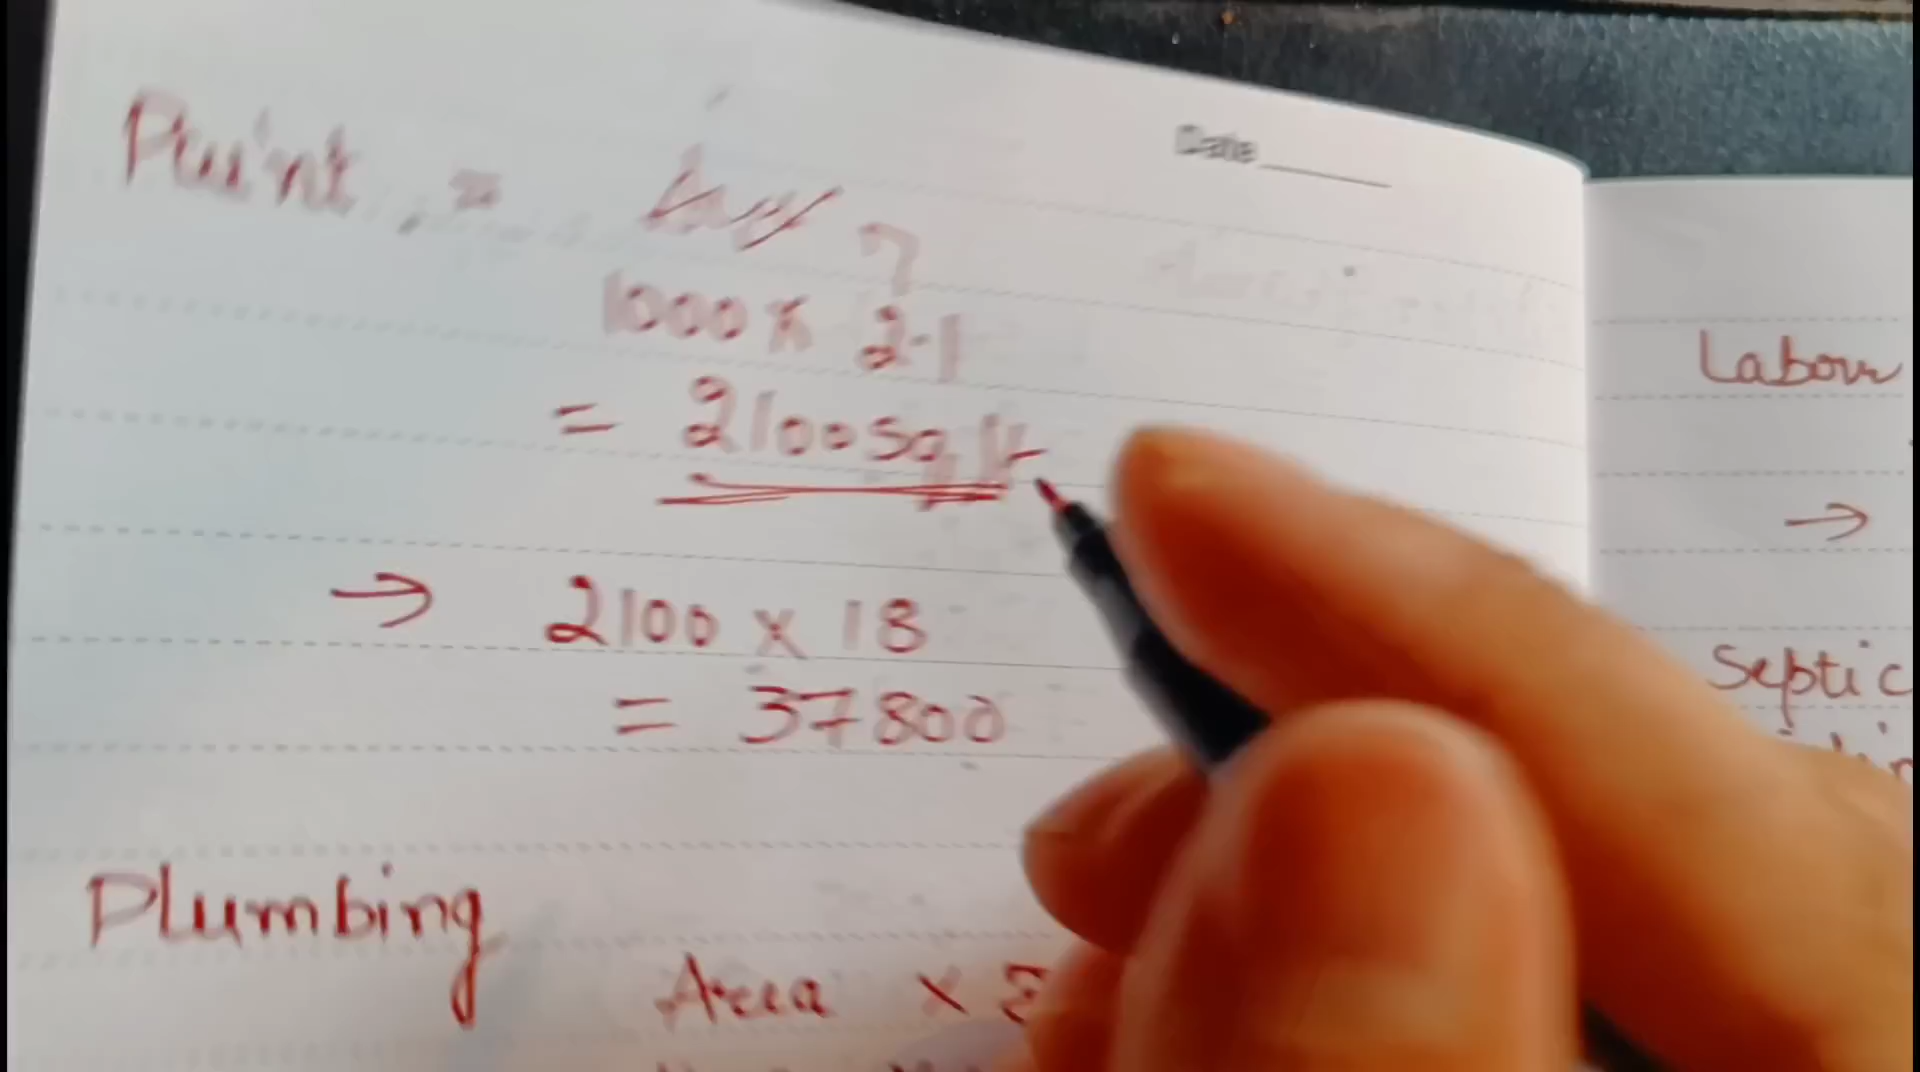 Paint =
Date
1000 x 2.1
= 2100 Sq ft
→ 2100 x 18
= 37800
Plumbing
Area x
Labour
→
Septic